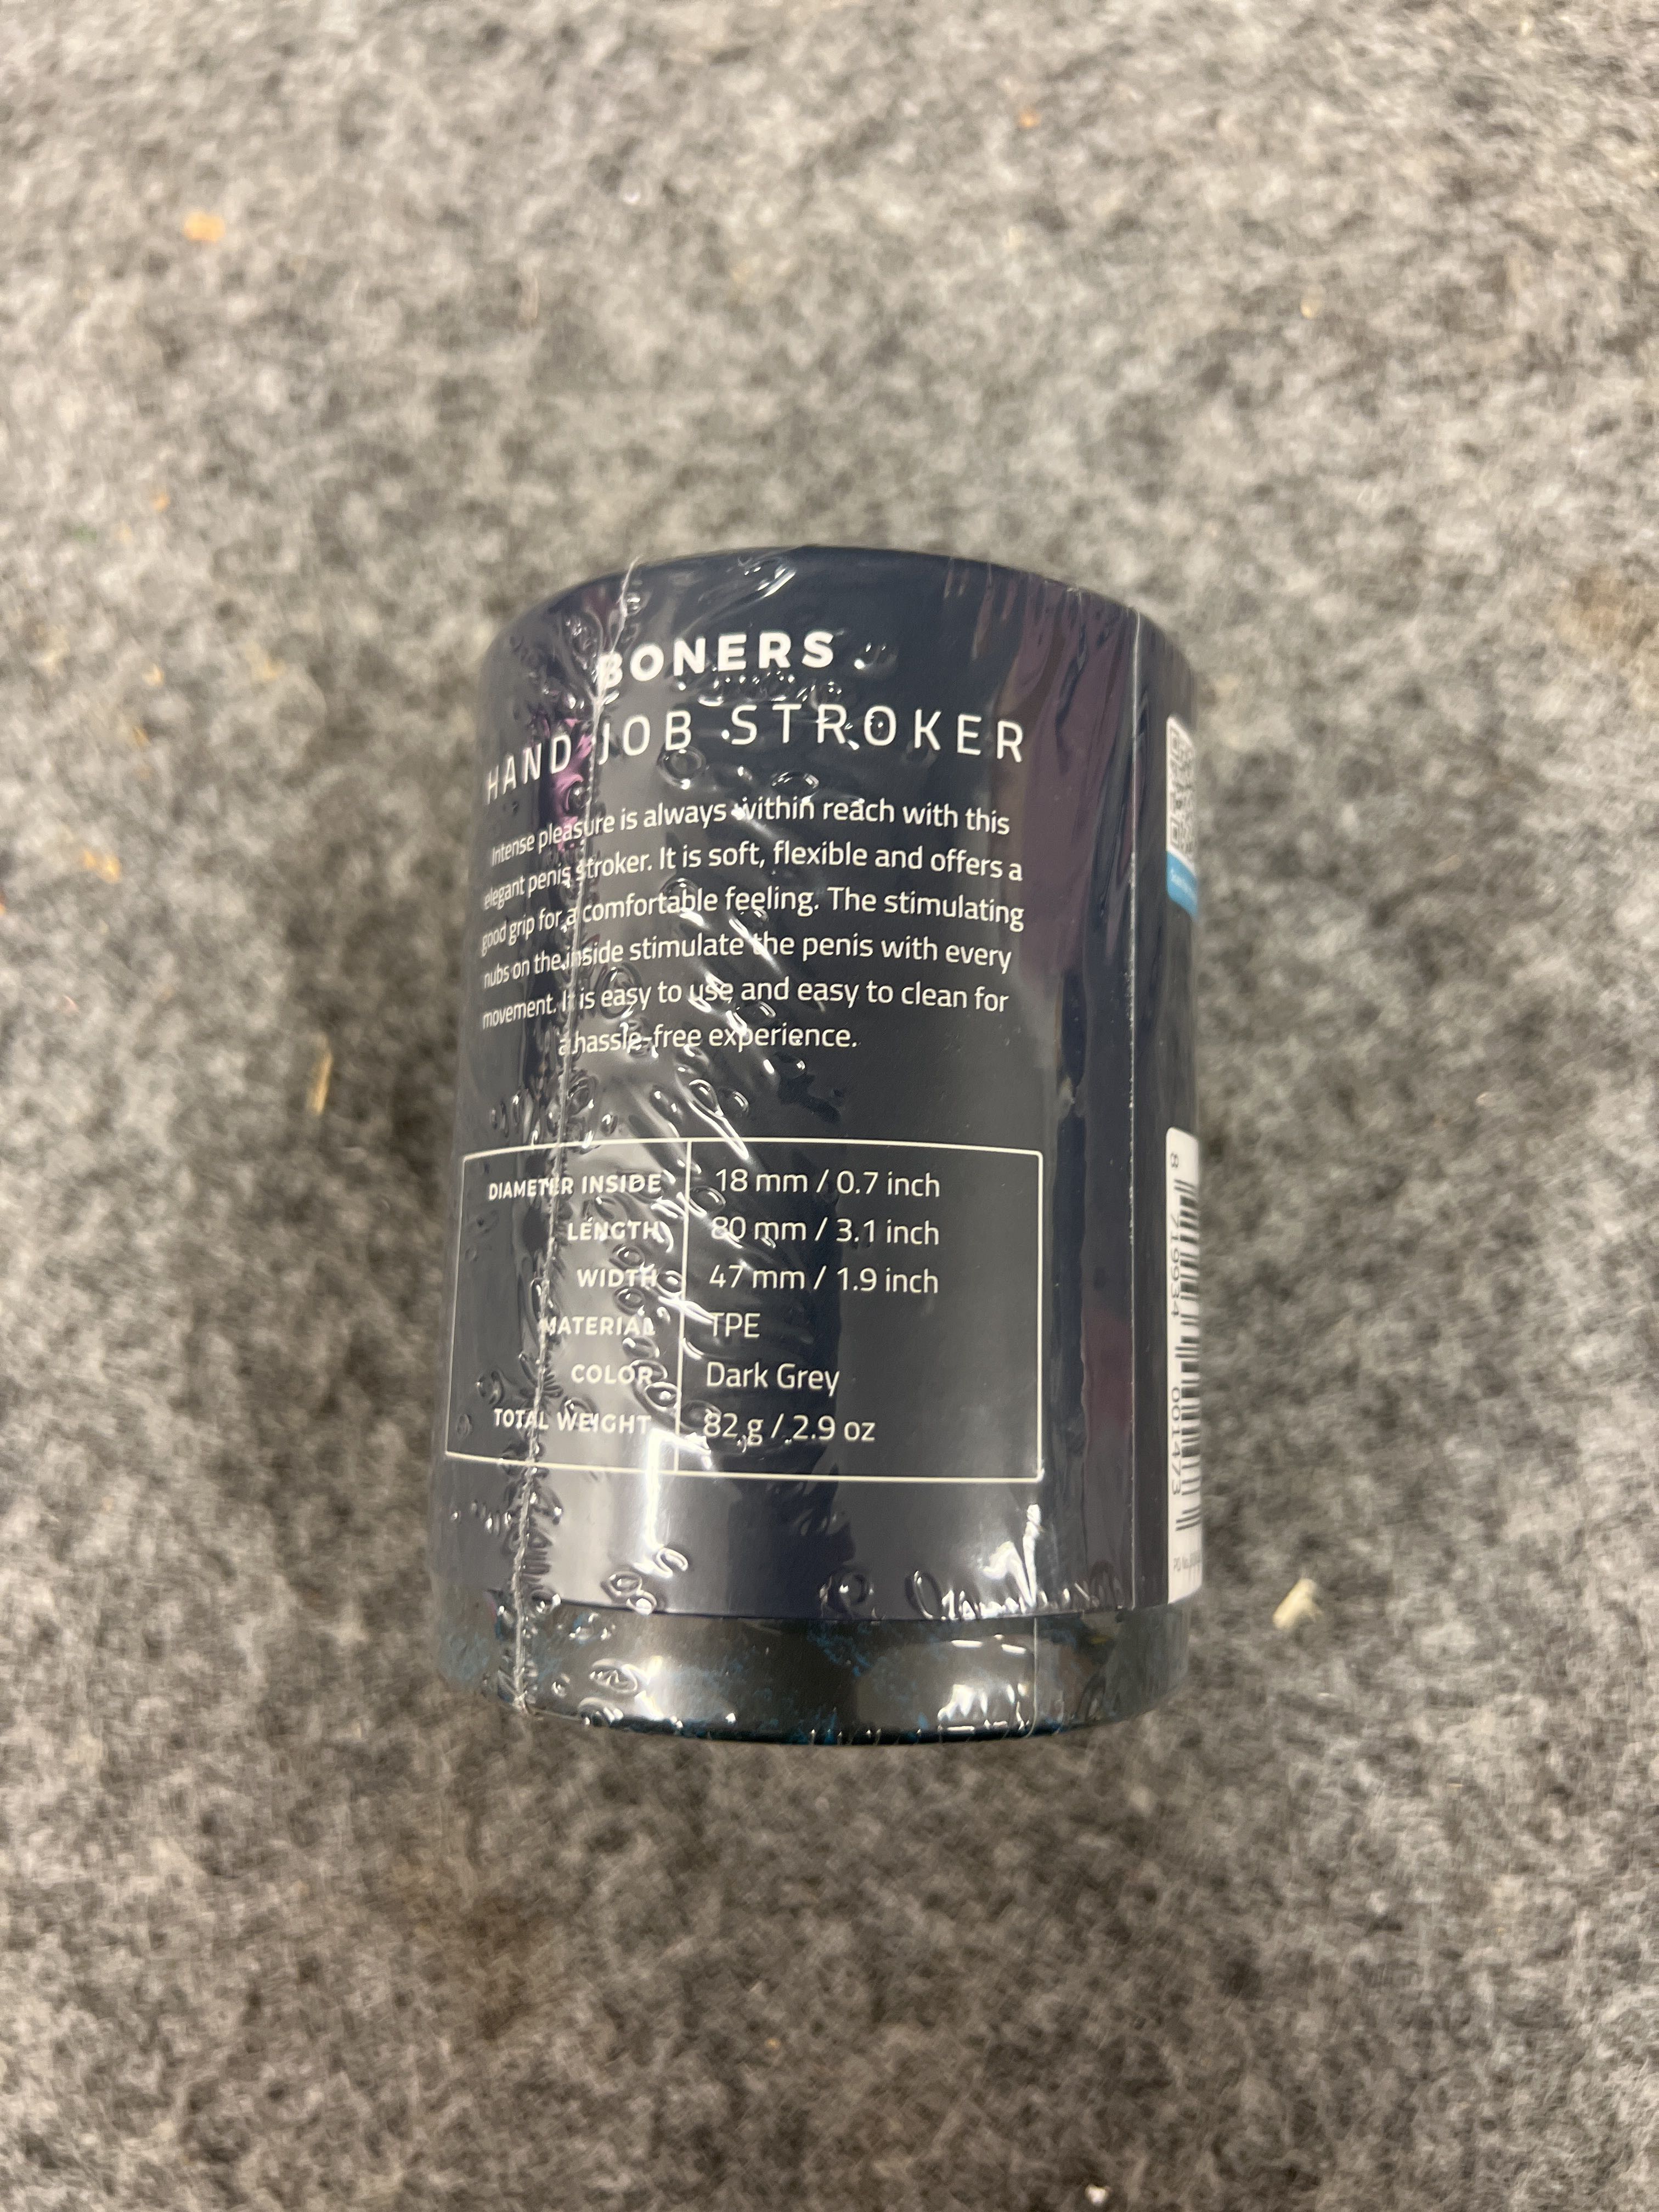 BONERS
HAND JOB STROKER
Intense pleasure is always within reach with this
elegant penis stroker. It is soft, flexible and offers a
good grip for a comfortable feeling. The stimulating
nubs on the inside stimulate the penis with every
movement. It is easy to use and easy to clean for
a hassle-free experience.
DIAMETER INSIDE 18 mm / 0.7 inch
LENGTH 80 mm / 3.1 inch
WIDTH 47 mm / 1.9 inch
MATERIAL TPE
COLOR Dark Grey
TOTAL WEIGHT 82 g / 2.9 oz
8 719934 001473